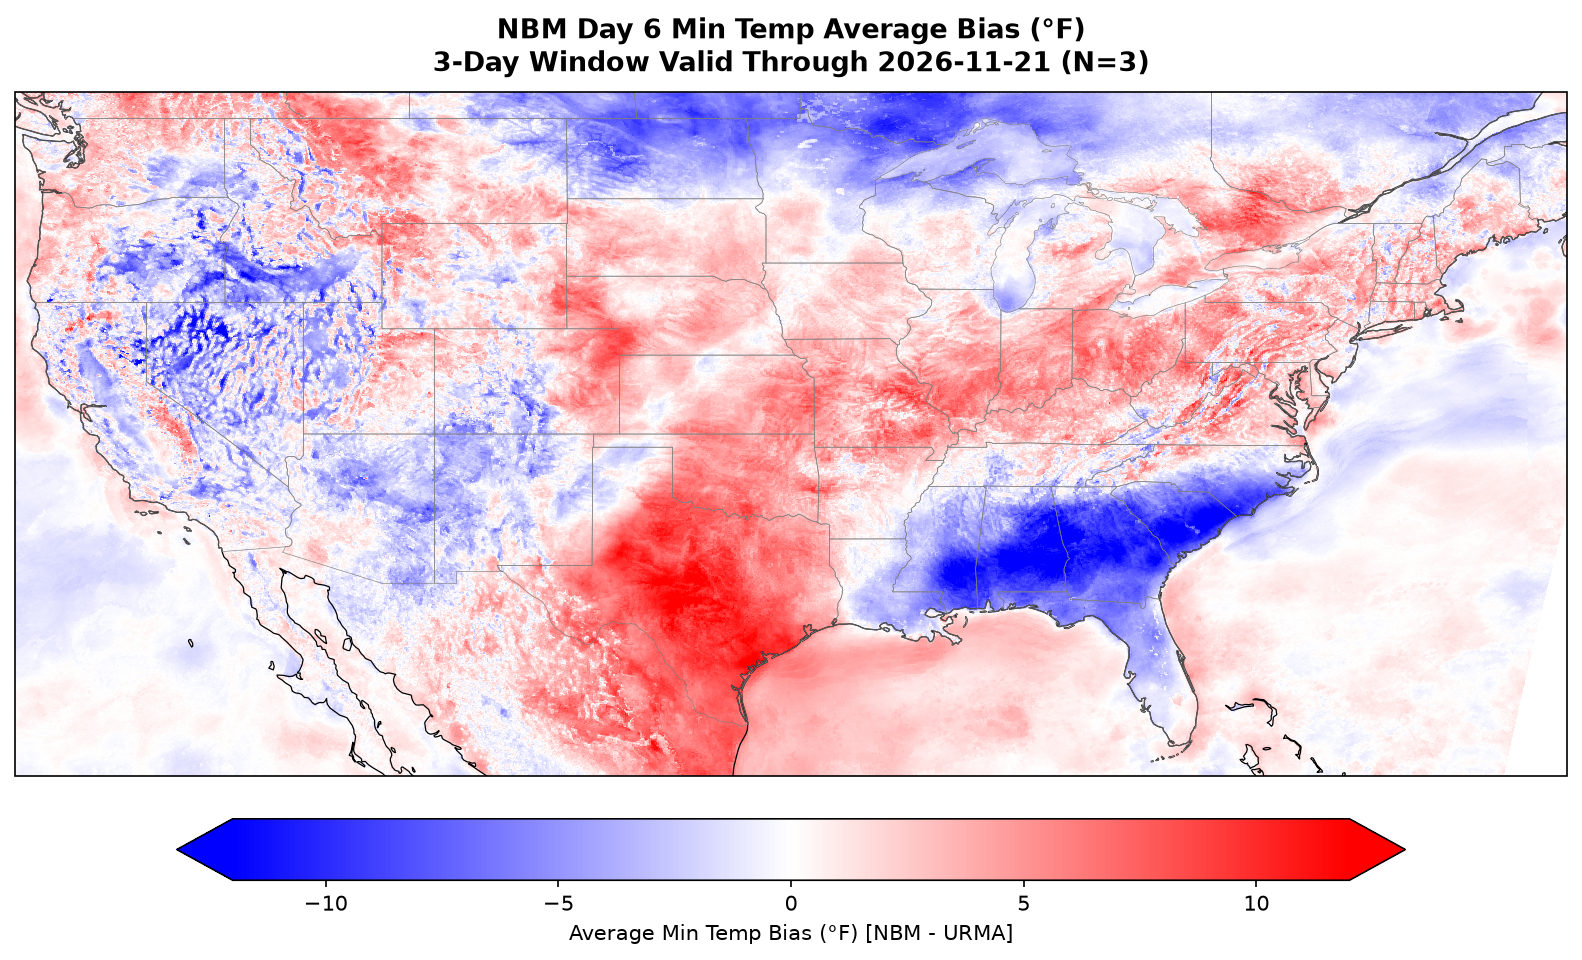 NBM Day 6 Min Temp Average Bias (°F)
3-Day Window Valid Through 2026-11-21 (N=3)
−10 −5 0 5 10
Average Min Temp Bias (°F) [NBM - URMA]